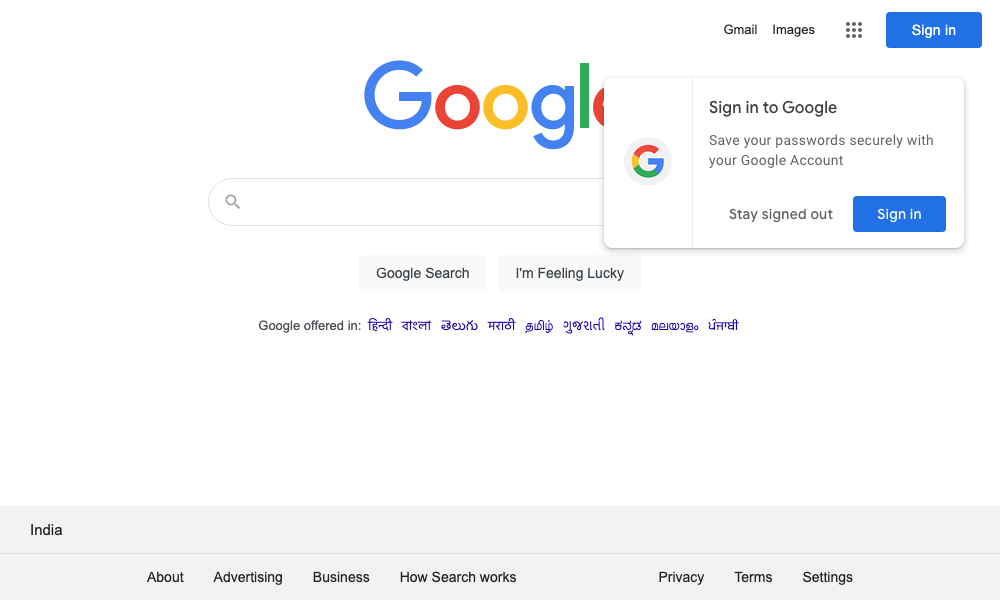 Gmail Images Sign in
Google
Sign in to Google
Save your passwords securely with
your Google Account
Stay signed out Sign in
Google Search I'm Feeling Lucky
Google offered in: हिन्दी বাংলা తెలుగు मराठी தமிழ் ગુજરાતી ಕನ್ನಡ മലയാളം ਪੰਜਾਬੀ
India
About Advertising Business How Search works Privacy Terms Settings